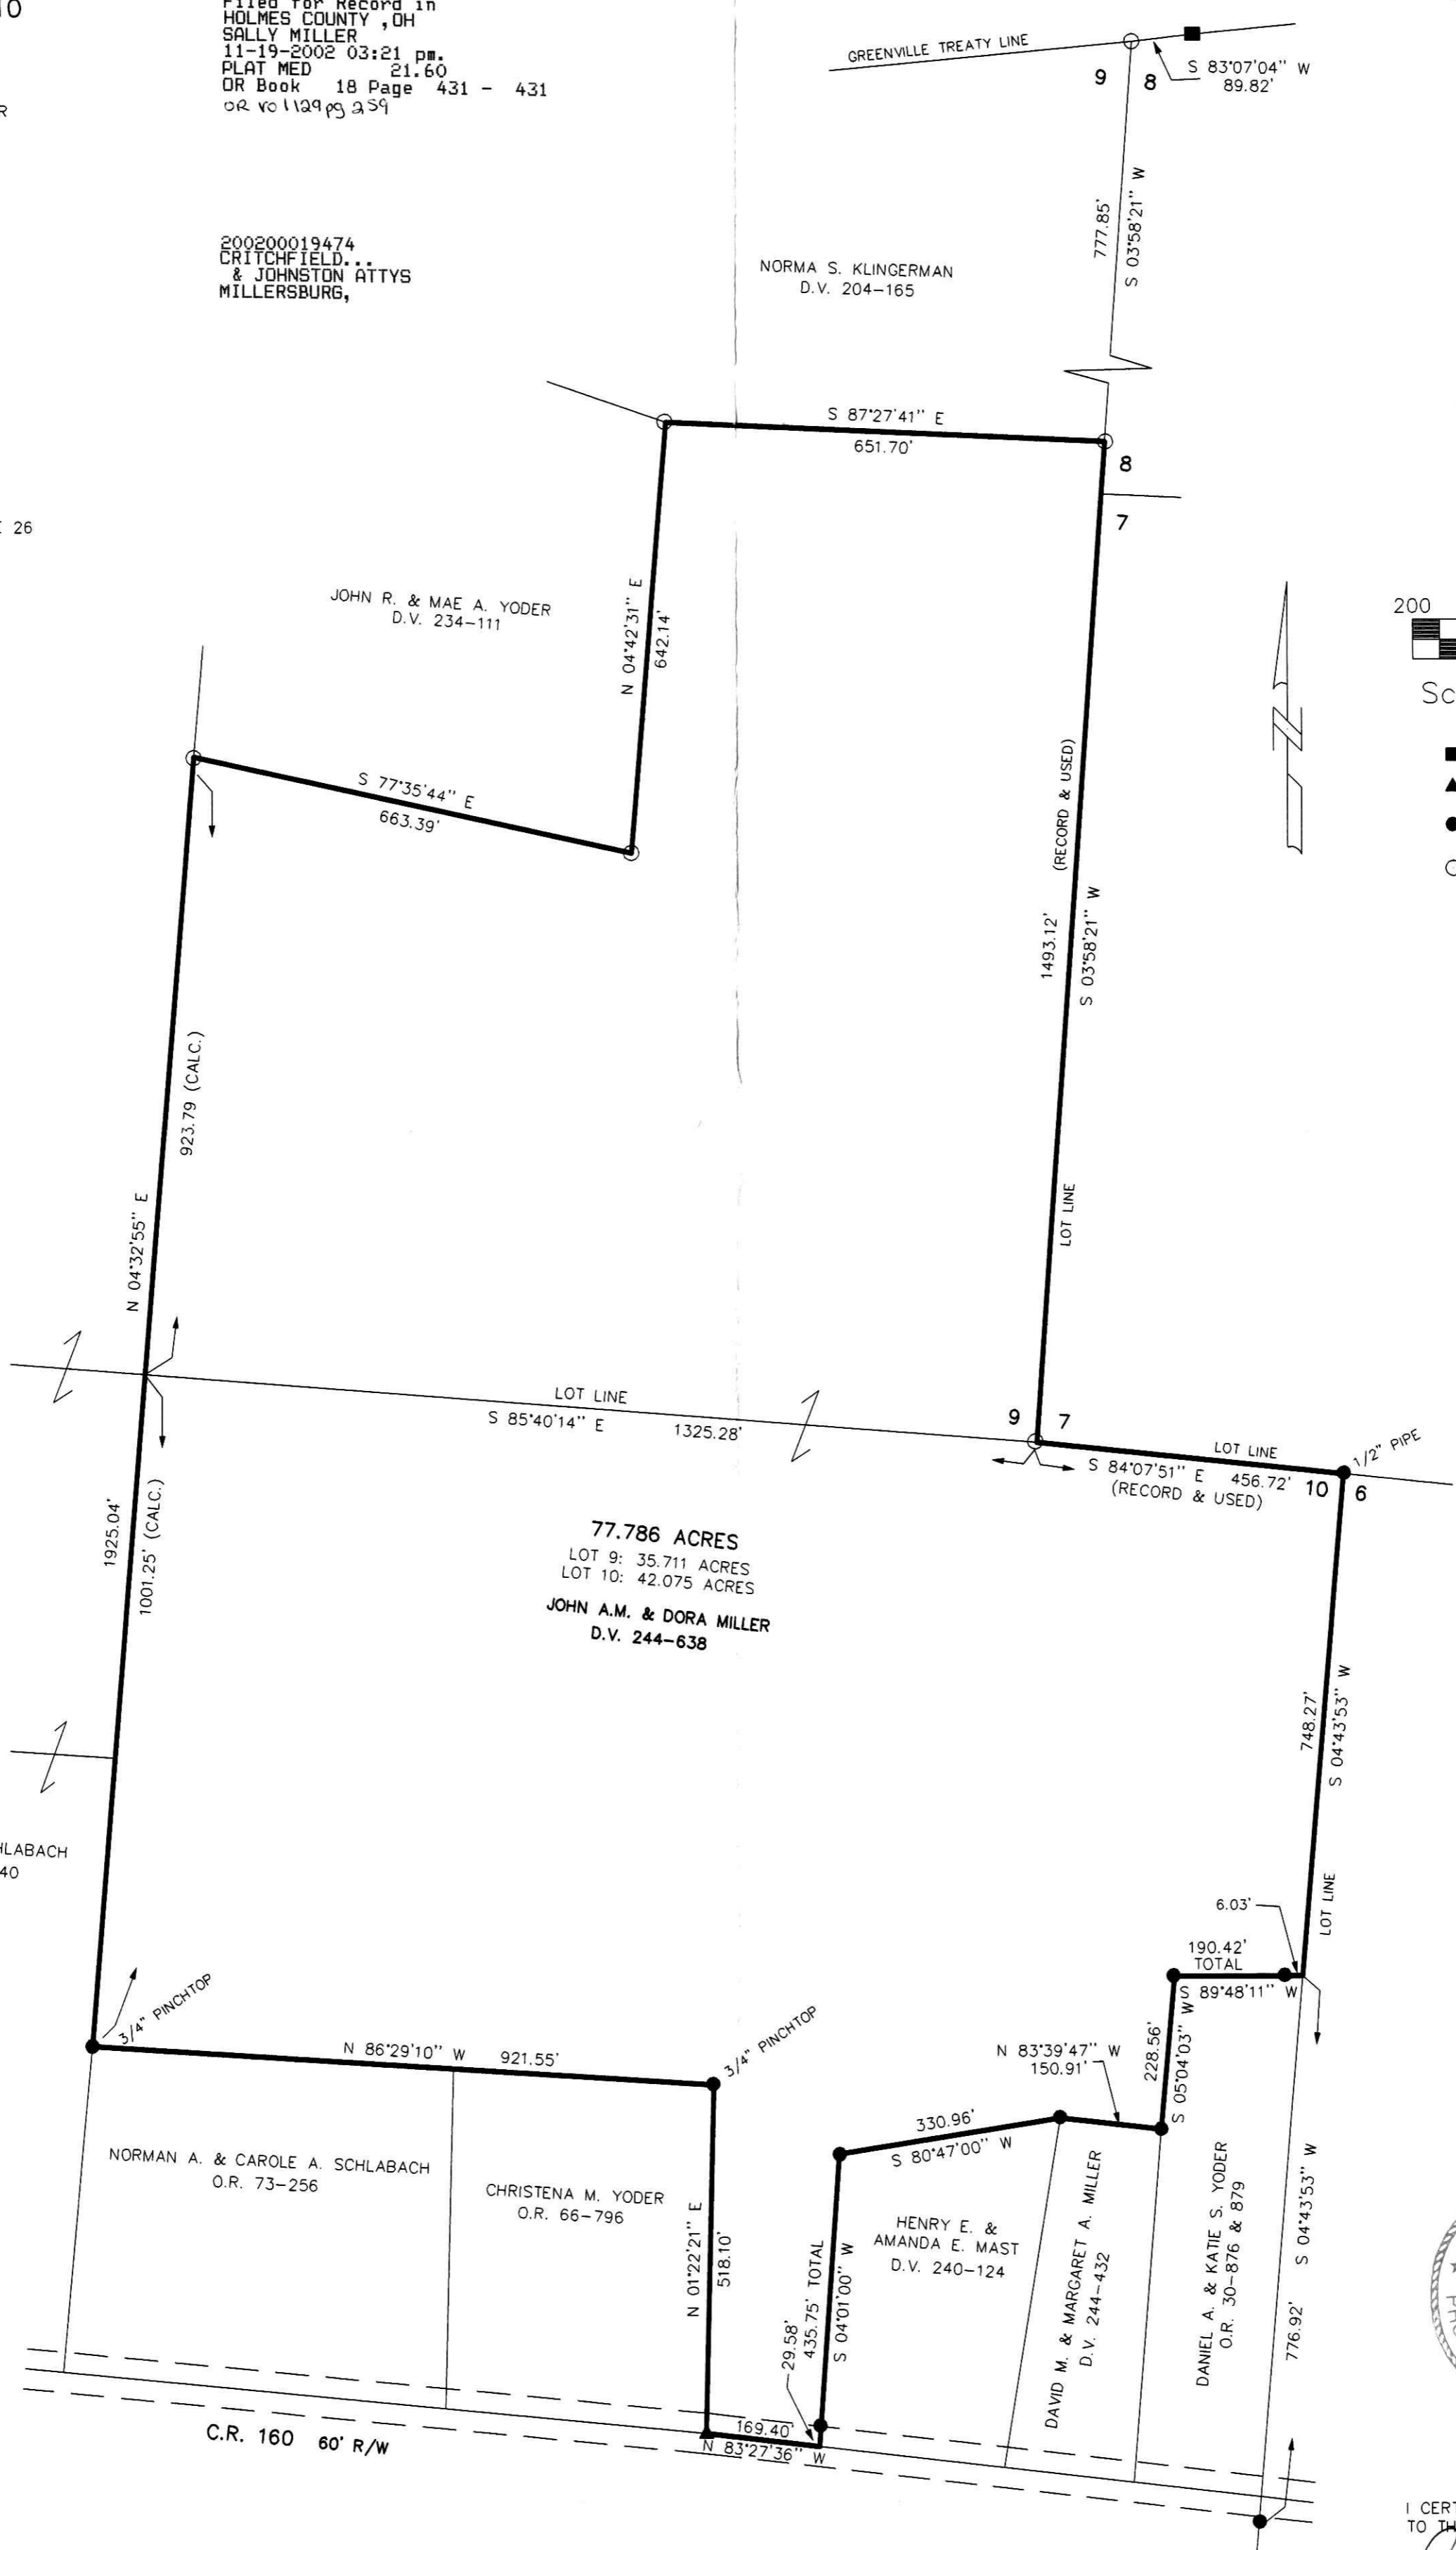 10
Filed for Record in
HOLMES COUNTY ,OH
SALLY MILLER
11-19-2002 03:21 pm.
PLAT MED 21.60
OR Book 18 Page 431 - 431
OR vol 129 pg 259
R
200200019474
CRITCHFIELD...
& JOHNSTON ATTYS
MILLERSBURG,
GREENVILLE TREATY LINE
9 8
S 83°07'04" W
89.82'
777.85'
S 03°58'21" W
NORMA S. KLINGERMAN
D.V. 204-165
S 87°27'41" E
651.70'
8
7
26
JOHN R. & MAE A. YODER
D.V. 234-111
N 04°42'31" E
642.14'
200
Sc
S 77°35'44" E
663.39'
(RECORD & USED)
1493.12'
S 03°58'21" W
LOT LINE
923.79 (CALC.)
N 04°32'55" E
LOT LINE
S 85°40'14" E 1325.28'
9 7
LOT LINE
S 84°07'51" E 456.72'
(RECORD & USED)
10 6
1/2" PIPE
1925.04'
1001.25' (CALC.)
77.786 ACRES
LOT 9: 35.711 ACRES
LOT 10: 42.075 ACRES
JOHN A.M. & DORA MILLER
D.V. 244-638
748.27'
S 04°43'53" W
LOT LINE
HLABACH
40
6.03'
190.42'
TOTAL
S 89°48'11" W
3/4" PINCHTOP
N 86°29'10" W 921.55'
3/4" PINCHTOP
N 83°39'47" W
150.91'
228.56'
S 05°04'03" W
330.96'
S 80°47'00" W
NORMAN A. & CAROLE A. SCHLABACH
O.R. 73-256
CHRISTENA M. YODER
O.R. 66-796
N 01°22'21" E
518.10'
HENRY E. &
AMANDA E. MAST
D.V. 240-124
29.58'
435.75' TOTAL
S 04°01'00" W
DAVID M. & MARGARET A. MILLER
D.V. 244-432
DANIEL A. & KATIE S. YODER
O.R. 30-876 & 879
776.92'
S 04°43'53" W
C.R. 160 60' R/W
169.40'
N 83°27'36" W
I CERT
TO TH